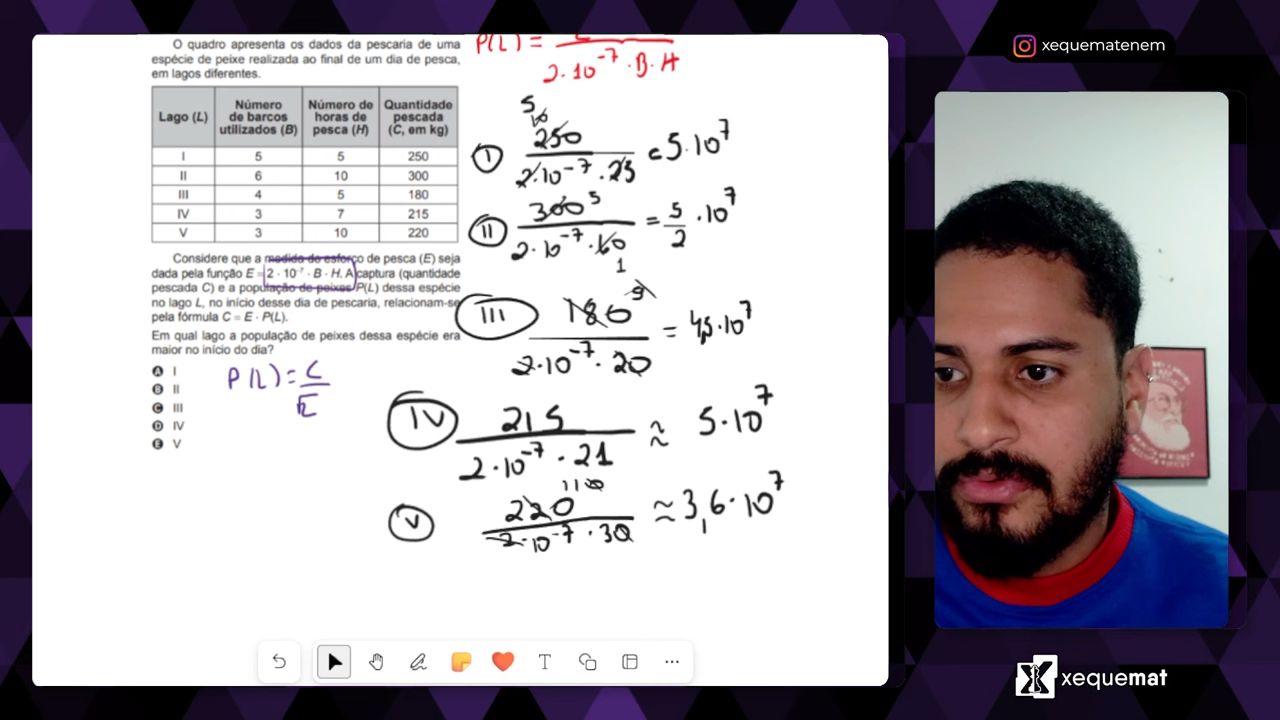 O quadro apresenta os dados da pescaria de uma
espécie de peixe realizada ao final de um dia de pesca,
em lagos diferentes.
Lago (L) Número de barcos utilizados (B) Número de horas de pesca (H) Quantidade pescada (C, em kg)
I 5 5 250
II 6 10 300
III 4 5 180
IV 3 7 215
V 3 10 220
Considere que a medida do esforço de pesca (E) seja
dada pela função E = 2 · 10⁻⁷ · B · H. A captura (quantidade
pescada C) e a população de peixes P(L) dessa espécie
no lago L, no início desse dia de pescaria, relacionam-se
pela fórmula C = E · P(L).
Em qual lago a população de peixes dessa espécie era
maior no início do dia?
A I
B II
C III
D IV
E V
P(L) = C
E
P(L) =
2·10⁻⁷ · B · H
5
10
I 250 / 2·10⁻⁷ · 25 = 5·10⁷
II 300 5 / 2·10⁻⁷ · 60 1 = 5/2 · 10⁷
III 180 9 / 2·10⁻⁷ · 20 = 4,5·10⁷
IV 215 / 2·10⁻⁷ · 21 ≈ 5·10⁷
V 220 110 / 2·10⁻⁷ · 30 ≈ 3,6·10⁷
T
xequematenem
xequemat